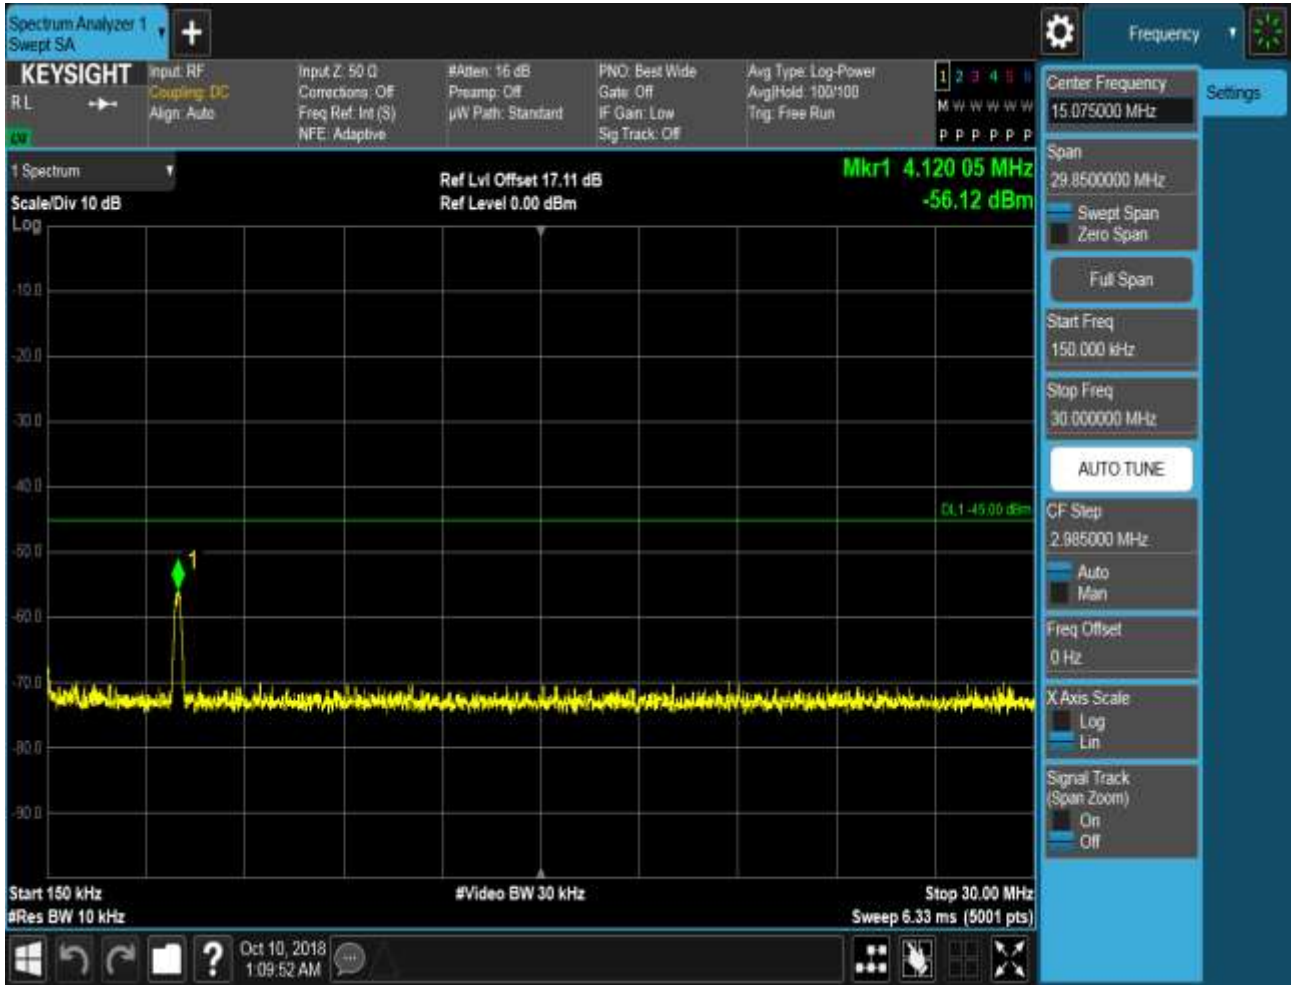 Spectrum Analyzer 1
Swept SA
Frequency
KEYSIGHT
R L
Input: RF
Coupling: DC
Align: Auto
Input Z: 50 Ω
Corrections: Off
Freq Ref: Int (S)
NFE: Adaptive
#Atten: 16 dB
Preamp: Off
µW Path: Standard
PNO: Best Wide
Gate: Off
IF Gain: Low
Sig Track: Off
Avg Type: Log-Power
Avg|Hold: 100/100
Trig: Free Run
1 2 3 4 5 6
M W W W W W
P P P P P P
1 Spectrum
Scale/Div 10 dB
Log
Ref Lvl Offset 17.11 dB
Ref Level 0.00 dBm
Mkr1 4.120 05 MHz
-56.12 dBm
-10.0
-20.0
-30.0
-40.0
DL1 -45.00 dBm
-50.0
1
-60.0
-70.0
-80.0
-90.0
Start 150 kHz
#Res BW 10 kHz
#Video BW 30 kHz
Stop 30.00 MHz
Sweep 6.33 ms (5001 pts)
Center Frequency
15.075000 MHz
Settings
Span
29.8500000 MHz
Swept Span
Zero Span
Full Span
Start Freq
150.000 kHz
Stop Freq
30.000000 MHz
AUTO TUNE
CF Step
2.985000 MHz
Auto
Man
Freq Offset
0 Hz
X Axis Scale
Log
Lin
Signal Track
(Span Zoom)
On
Off
?
Oct 10, 2018
1:09:52 AM